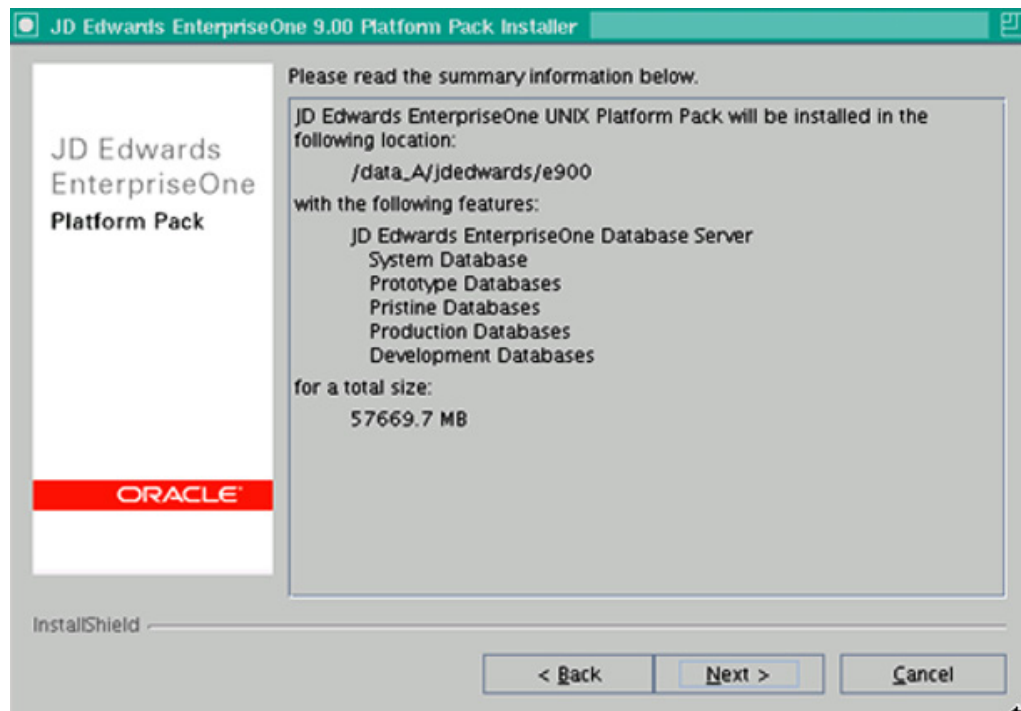 JD Edwards EnterpriseOne 9.00 Platform Pack Installer
JD Edwards
EnterpriseOne
Platform Pack
ORACLE
Please read the summary information below.
JD Edwards EnterpriseOne UNIX Platform Pack will be installed in the
following location:
/data_A/jdedwards/e900
with the following features:
JD Edwards EnterpriseOne Database Server
System Database
Prototype Databases
Pristine Databases
Production Databases
Development Databases
for a total size:
57669.7 MB
InstallShield
< Back
Next >
Cancel